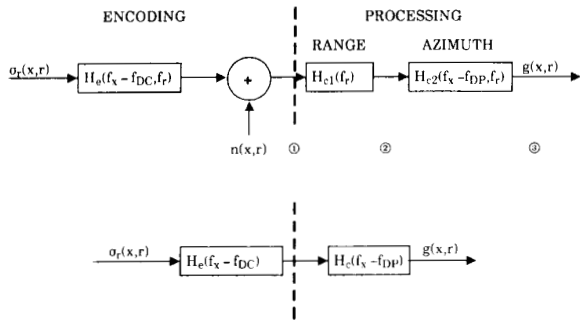 ENCODING
PROCESSING
RANGE
AZIMUTH
σr(x,r)
He(fx – fDC,fr)
+
Hc1(fr)
Hc2(fx –fDP,fr)
g(x,r)
n(x,r)
①
②
③
σr(x,r)
He(fx – fDC)
Hc(fx –fDP)
g(x,r)